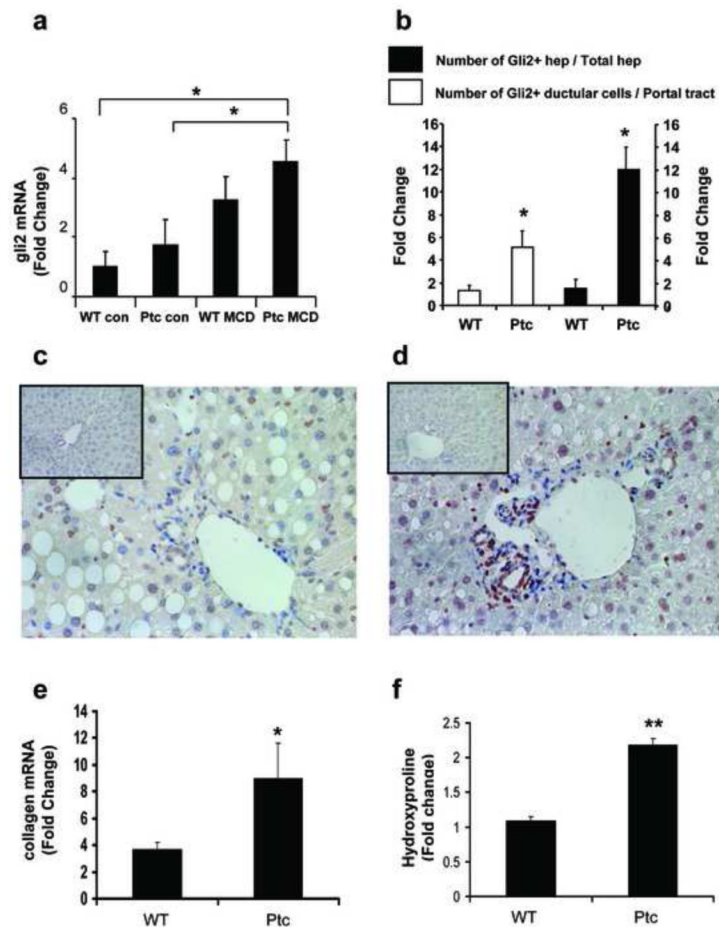 a
*
*
6
4
2
0
gli2 mRNA
(Fold Change)
WT con Ptc con WT MCD Ptc MCD
b
Number of Gli2+ hep / Total hep
Number of Gli2+ ductular cells / Portal tract
16
14
12
10
8
6
4
2
0
Fold Change
*
*
16
14
12
10
8
6
4
2
0
Fold Change
WT Ptc WT Ptc
c
d
e
14
12
10
8
6
4
2
0
collagen mRNA
(Fold Change)
*
WT Ptc
f
2.5
2
1.5
1
0.5
0
Hydroxyproline
(Fold change)
**
WT Ptc